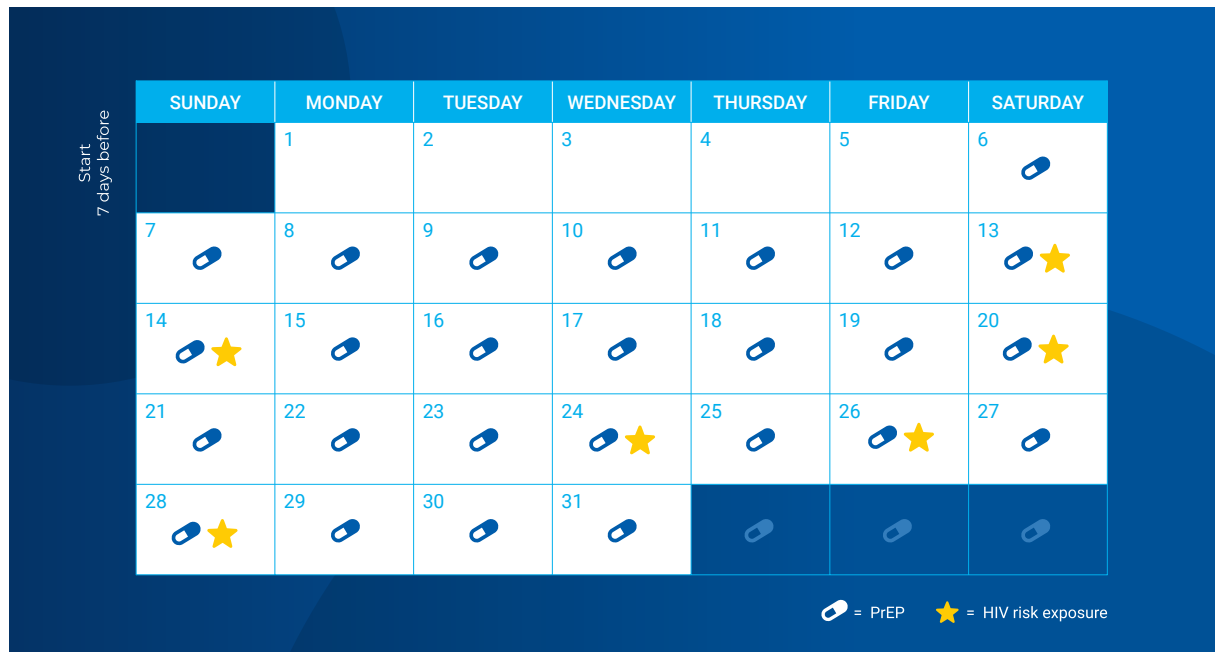 Start
7 days before
SUNDAY MONDAY TUESDAY WEDNESDAY THURSDAY FRIDAY SATURDAY
1 2 3 4 5 6
7 8 9 10 11 12 13
14 15 16 17 18 19 20
21 22 23 24 25 26 27
28 29 30 31
= PrEP = HIV risk exposure